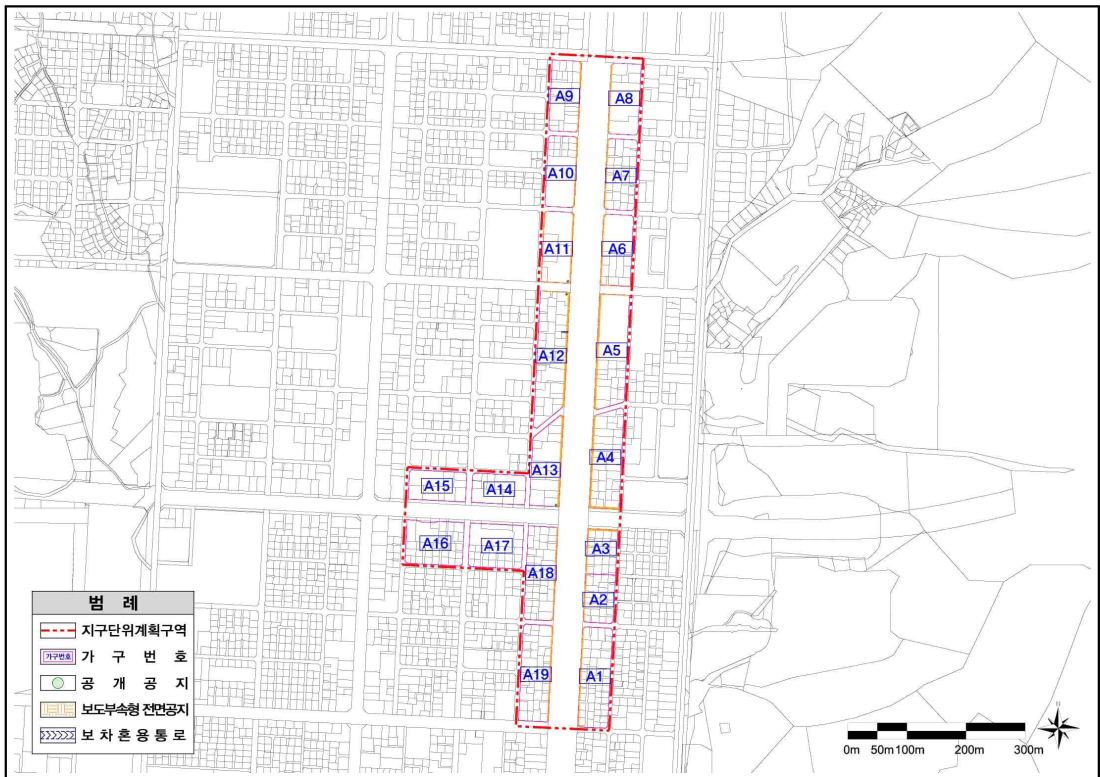 A9
A8
A10
A7
A11
A6
A12
A5
A13
A4
A15
A14
A16
A17
A3
A18
A2
A19
A1
범 례
지구단위계획구역
가구번호 가 구 번 호
공 개 공 지
보도부속형 전면공지
보 차 혼 용 통 로
0m 50m 100m 200m 300m
N